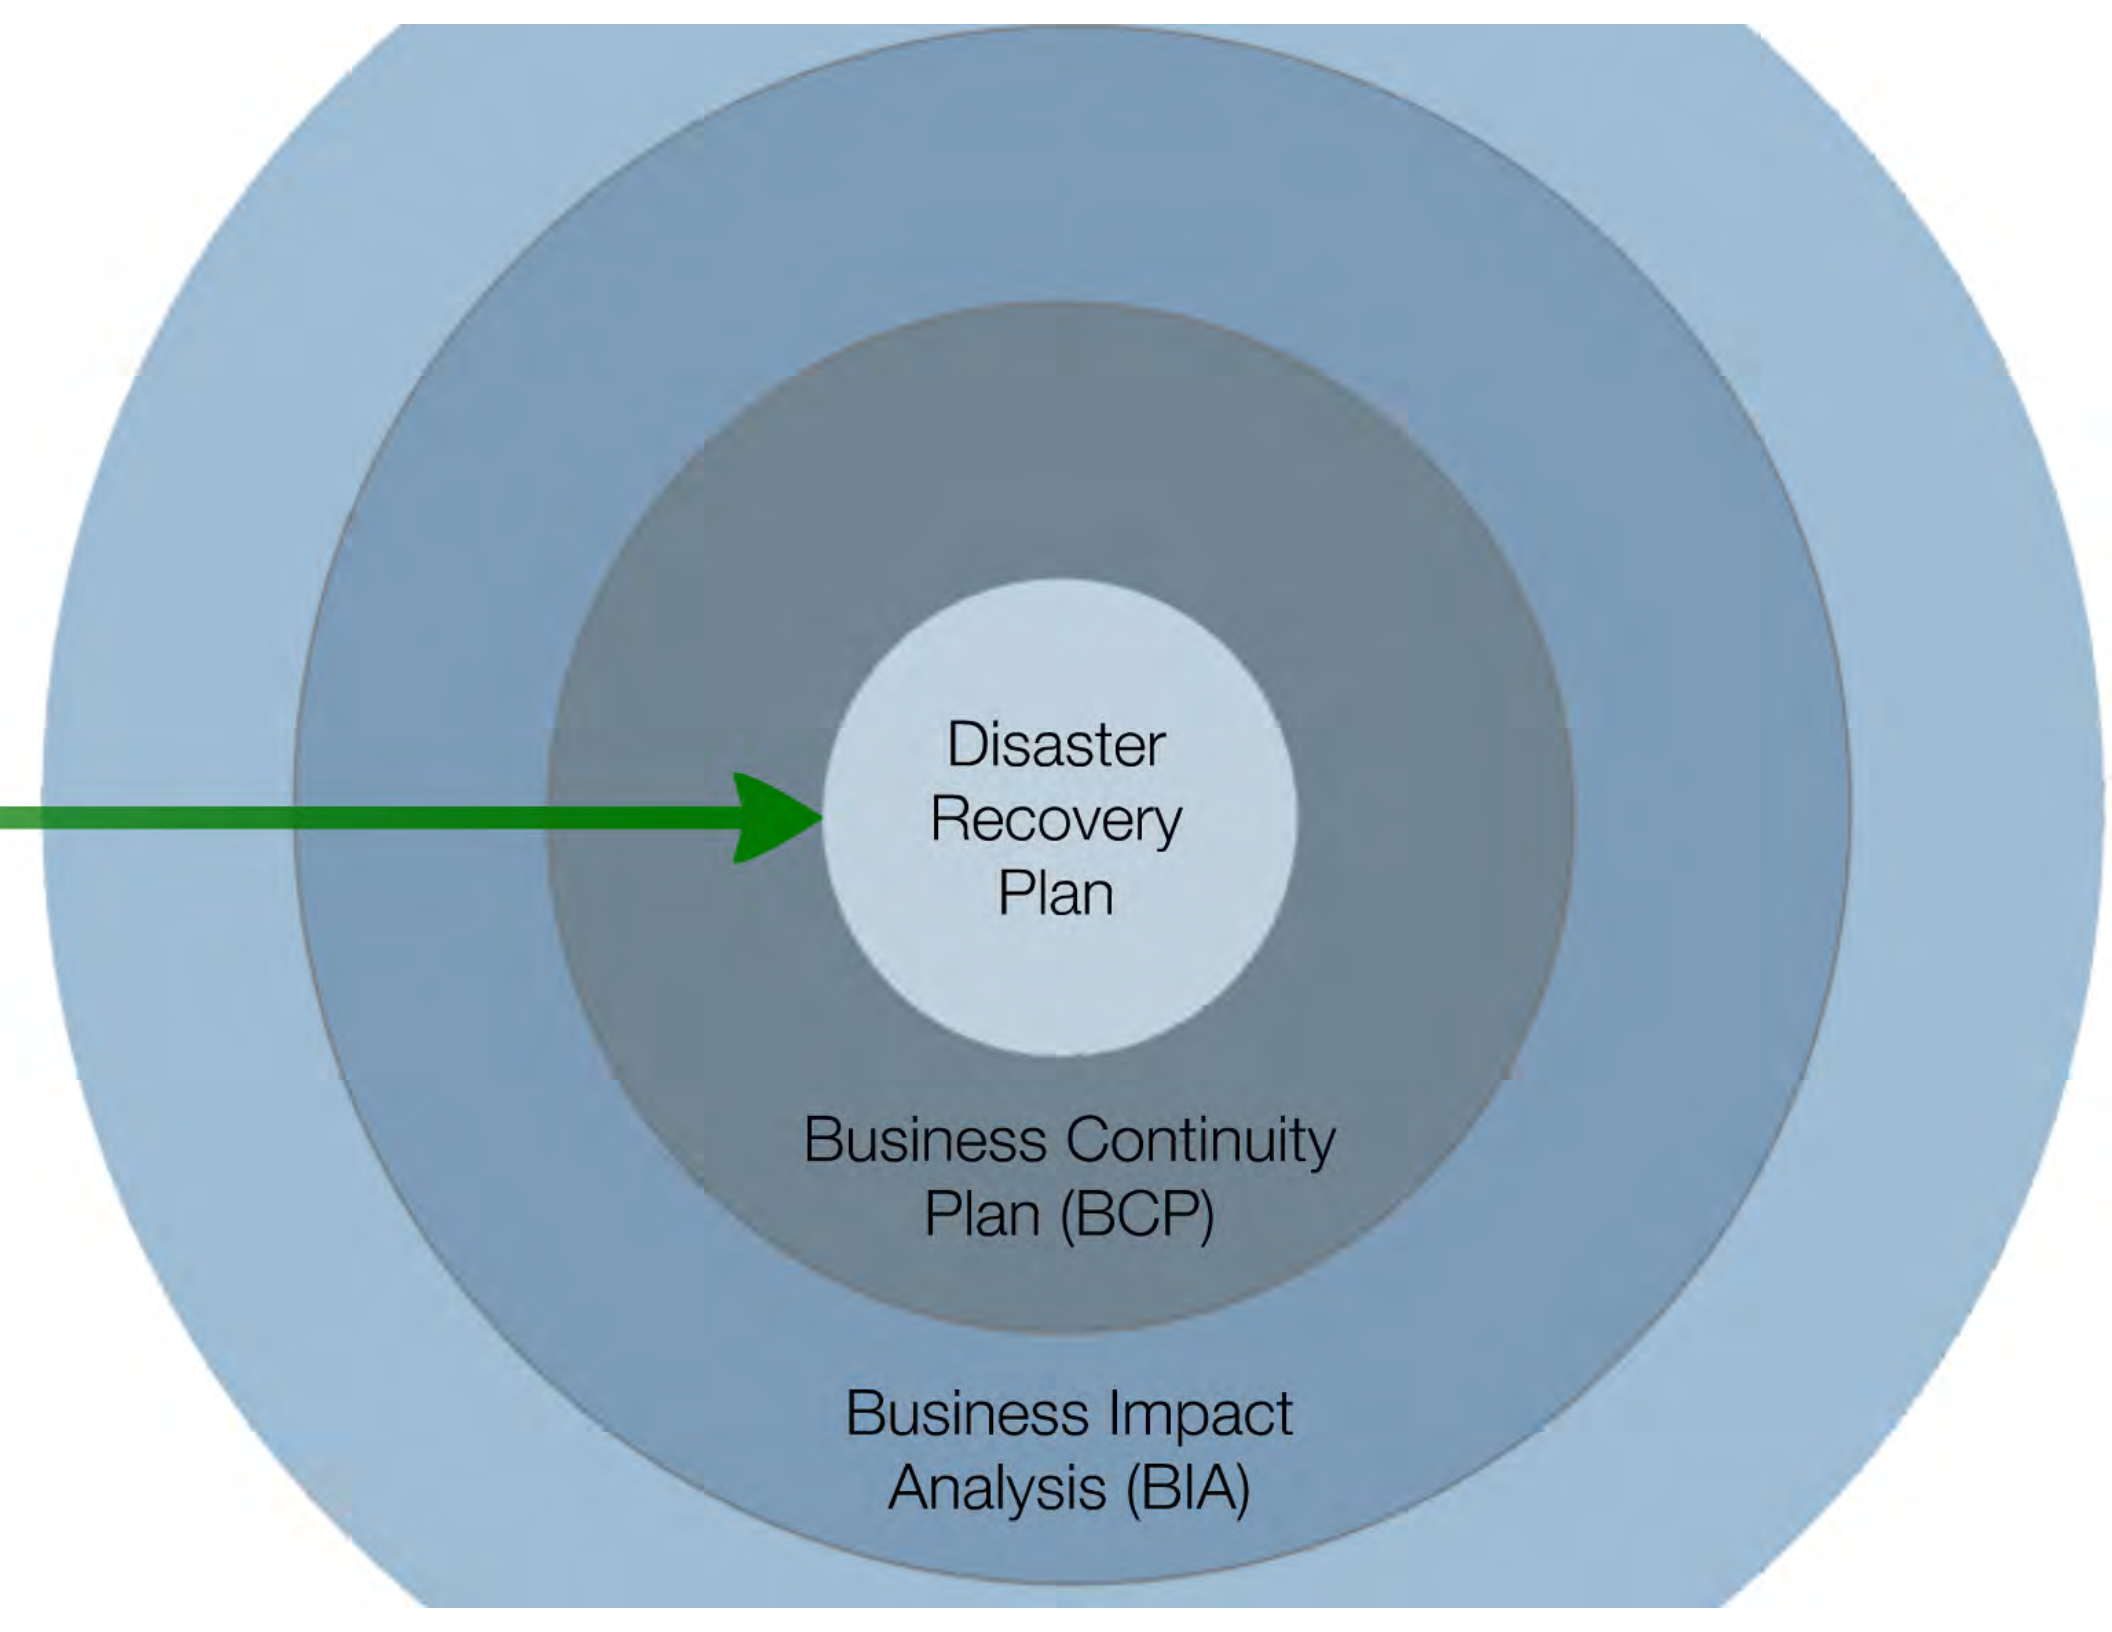 Disaster
Recovery
Plan
Business Continuity
Plan (BCP)
Business Impact
Analysis (BIA)